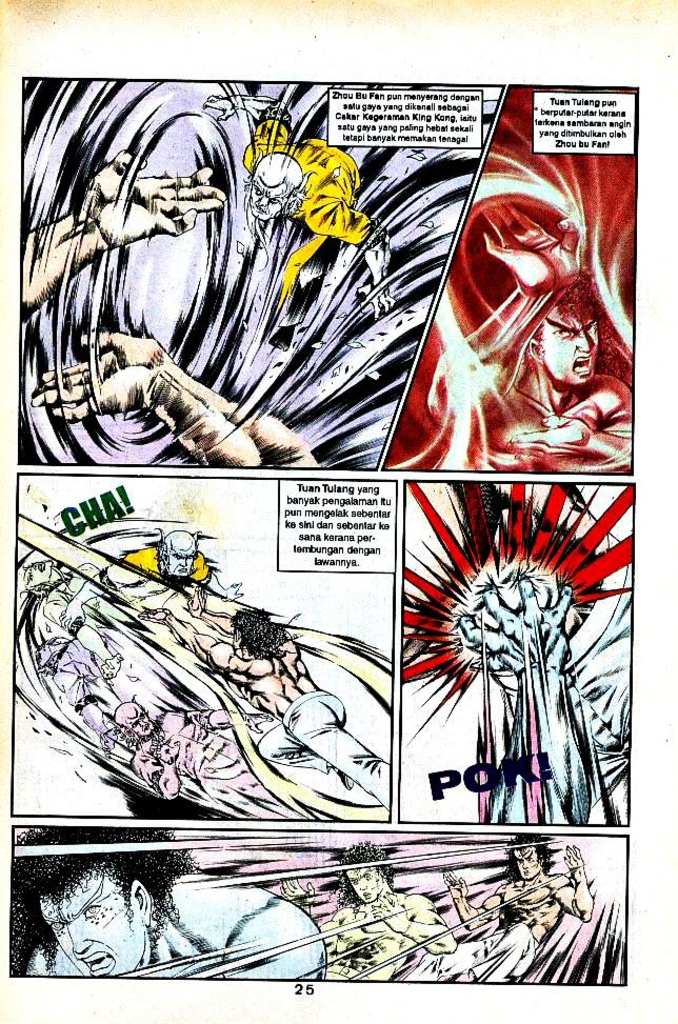 Zhou Bu Fan pun menyerang dengan
satu gaya yang dikenali sebagai
Cakar Kegeraman King Kong, iaitu
satu gaya yang paling hebat sekali
tetapi banyak memakan tenaga!
Tuan Tulang pun
berputar-putar kerana
terkena sambaran angin
yang ditimbulkan oleh
Zhou bu Fan!
CHA!
Tuan Tulang yang
banyak pengalaman itu
pun mengelak sebentar
ke sini dan sebentar ke
sana kerana per-
tembungan dengan
lawannya.
POK!
25